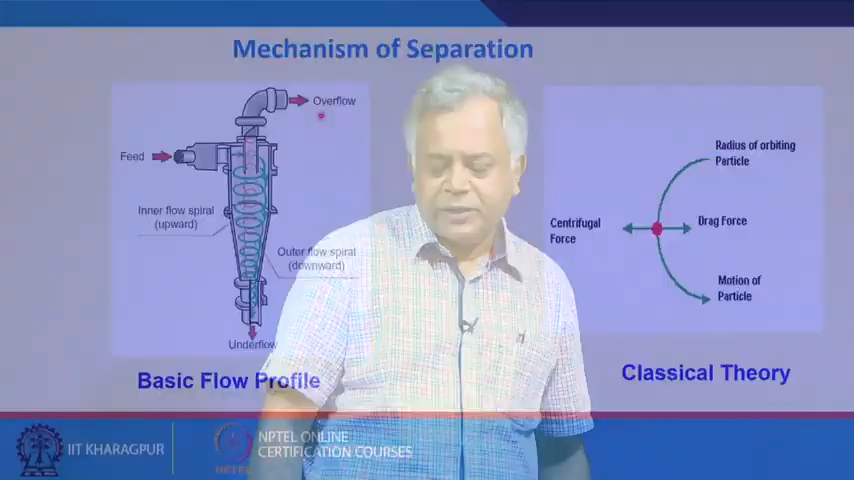 Mechanism of Separation
Overflow
Feed
Inner flow spiral
(upward)
Outer flow spiral
(downward)
Underflow
Basic Flow Profile
Radius of orbiting
Particle
Centrifugal
Force
Drag Force
Motion of
Particle
Classical Theory
IIT KHARAGPUR
NPTEL
NPTEL ONLINE
CERTIFICATION COURSES